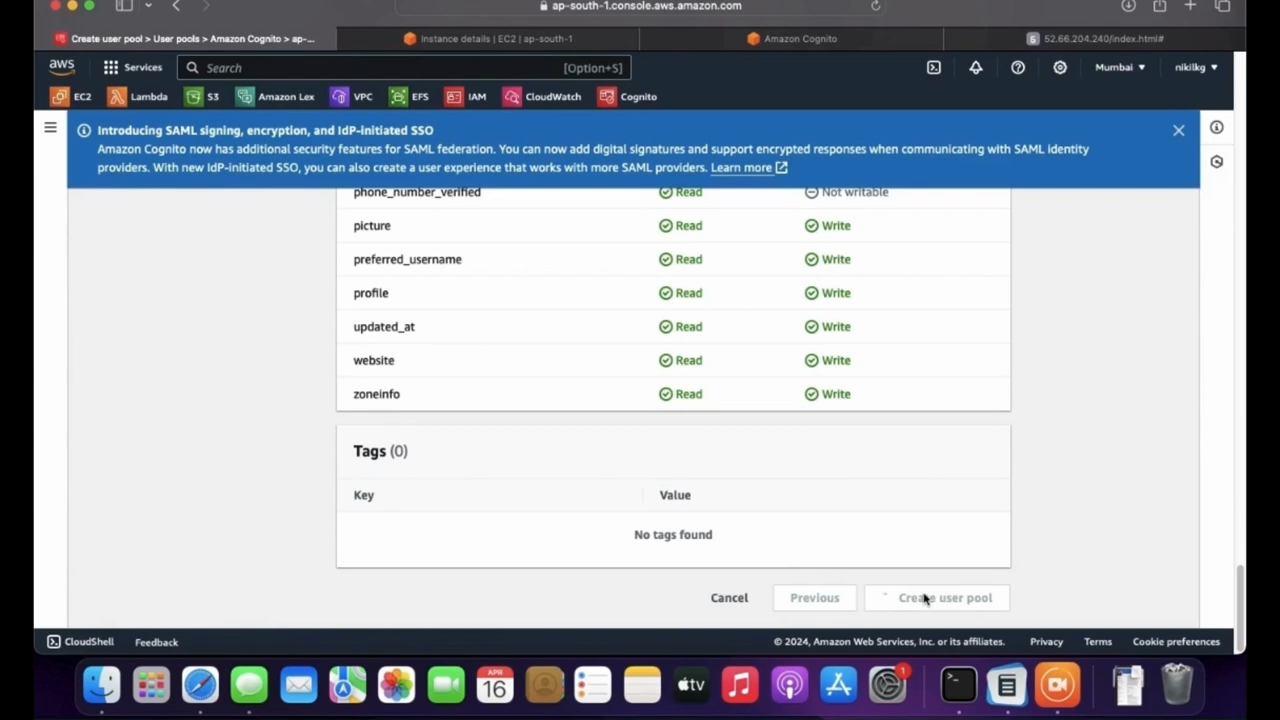 ap-south-1.console.aws.amazon.com
Create user pool > User pools > Amazon Cognito > ap-...
Instance details | EC2 | ap-south-1
Amazon Cognito
52.66.204.240/index.html#
aws
Services
Search
[Option+S]
Mumbai
nikilkg
EC2
Lambda
S3
Amazon Lex
VPC
EFS
IAM
CloudWatch
Cognito
Introducing SAML signing, encryption, and IdP-initiated SSO
Amazon Cognito now has additional security features for SAML federation. You can now add digital signatures and support encrypted responses when communicating with SAML identity
providers. With new IdP-initiated SSO, you can also create a user experience that works with more SAML providers. Learn more
phone_number_verified Read Not writable
picture Read Write
preferred_username Read Write
profile Read Write
updated_at Read Write
website Read Write
zoneinfo Read Write
Tags (0)
Key Value
No tags found
Cancel
Previous
Create user pool
CloudShell
Feedback
© 2024, Amazon Web Services, Inc. or its affiliates.
Privacy
Terms
Cookie preferences
APR
16
tv
1